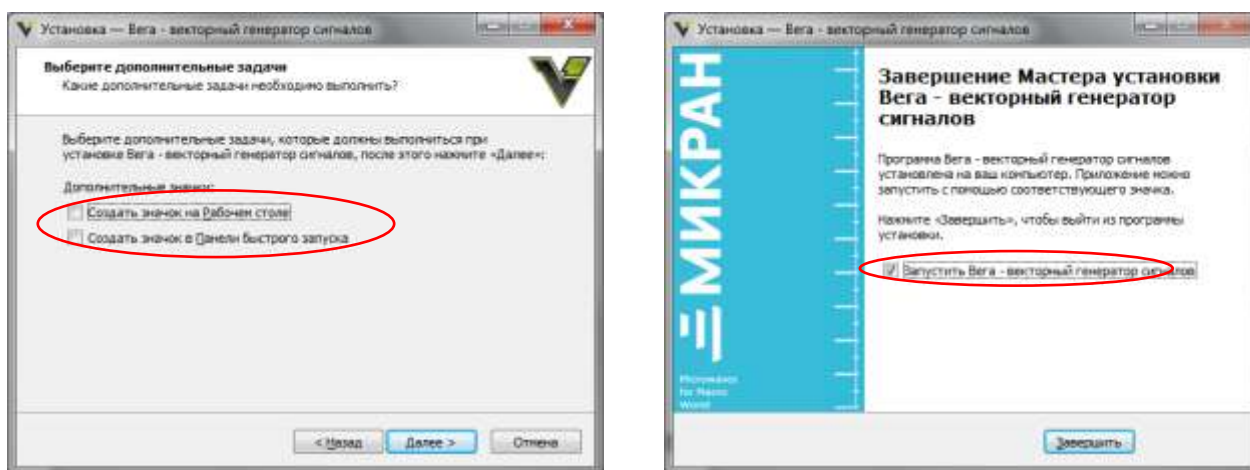 Установка — Вега - векторный генератор сигналов
Выберите дополнительные задачи
Какие дополнительные задачи необходимо выполнить?
Выберите дополнительные задачи, которые должны выполниться при
установке Вега - векторный генератор сигналов, после этого нажмите «Далее»:
Дополнительные значки:
Создать значок на Рабочем столе
Создать значок в Панели быстрого запуска
< Назад
Далее >
Отмена
Установка — Вега - векторный генератор сигналов
МИКРАН
Microwaves
for Macro
World
Завершение Мастера установки
Вега - векторный генератор
сигналов
Программа Вега - векторный генератор сигналов
установлена на ваш компьютер. Приложение можно
запустить с помощью соответствующего значка.
Нажмите «Завершить», чтобы выйти из программы
установки.
Запустить Вега - векторный генератор сигналов
Завершить